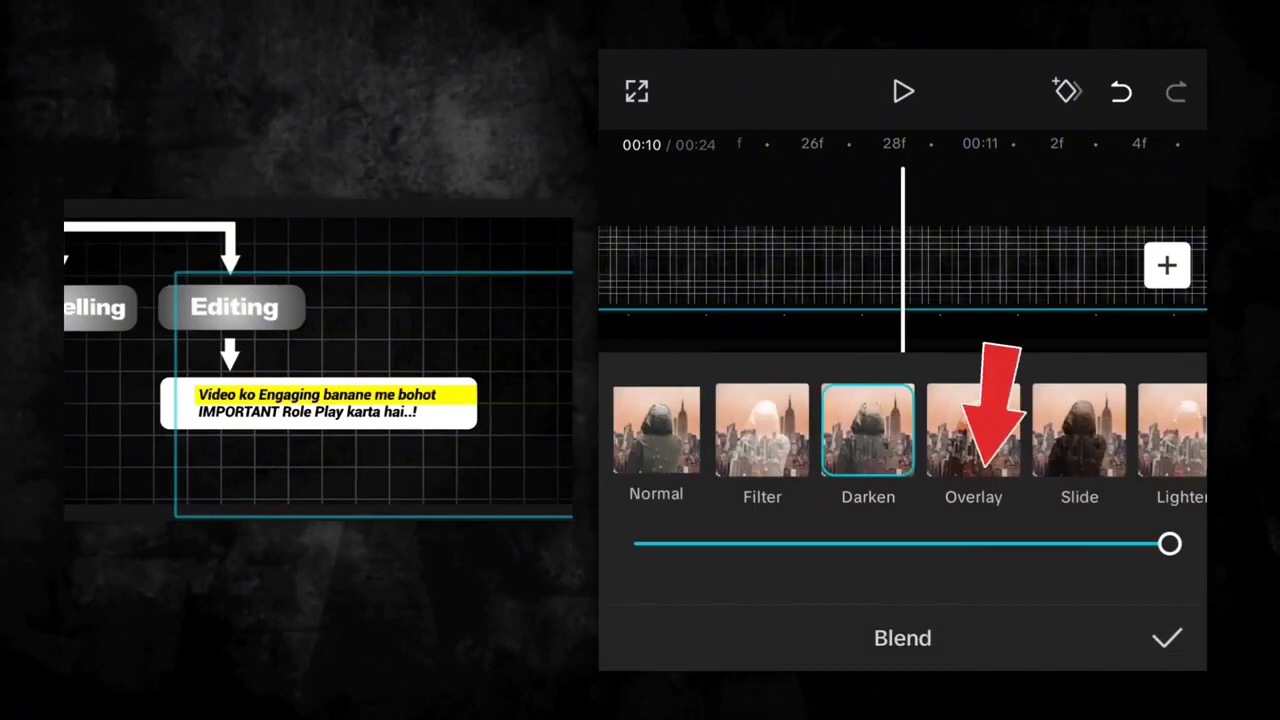 elling
Editing
Video ko Engaging banane me bohot
IMPORTANT Role Play karta hai..!
00:10 / 00:24 f 26f 28f 00:11 2f 4f
Normal Filter Darken Overlay Slide Lighte
Blend